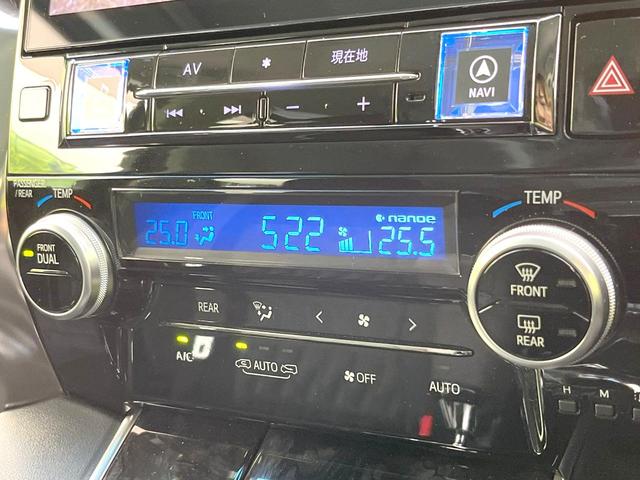 AV
*
現在地
NAVI
PASSENGER
/REAR
TEMP
TEMP
FRONT
nanoe
25.0
5:22
25.5
FRONT
DUAL
FRONT
REAR
REAR
A/C
AUTO
OFF
AUTO
H
M